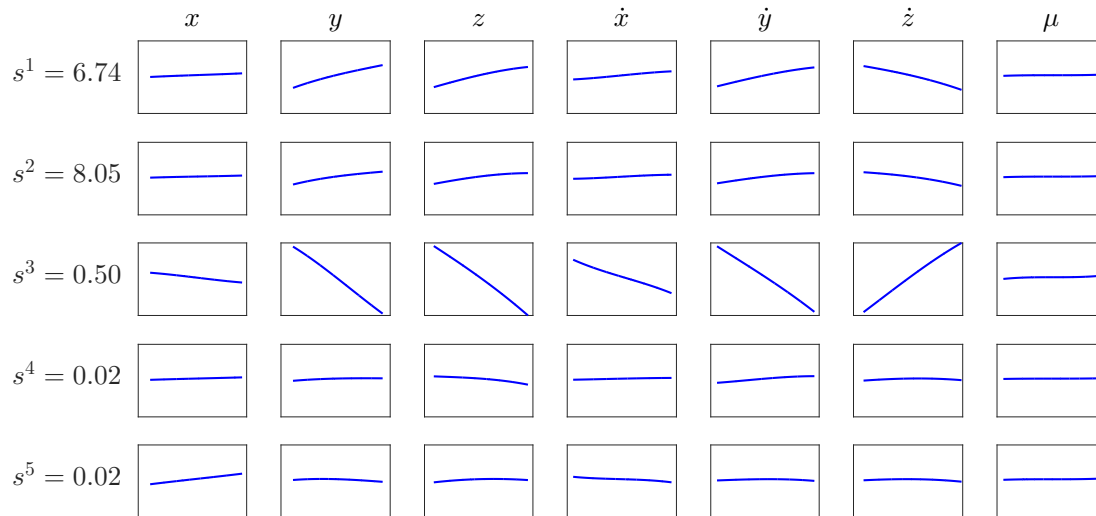 x y z ẋ ẏ ż μ
s¹ = 6.74
s² = 8.05
s³ = 0.50
s⁴ = 0.02
s⁵ = 0.02